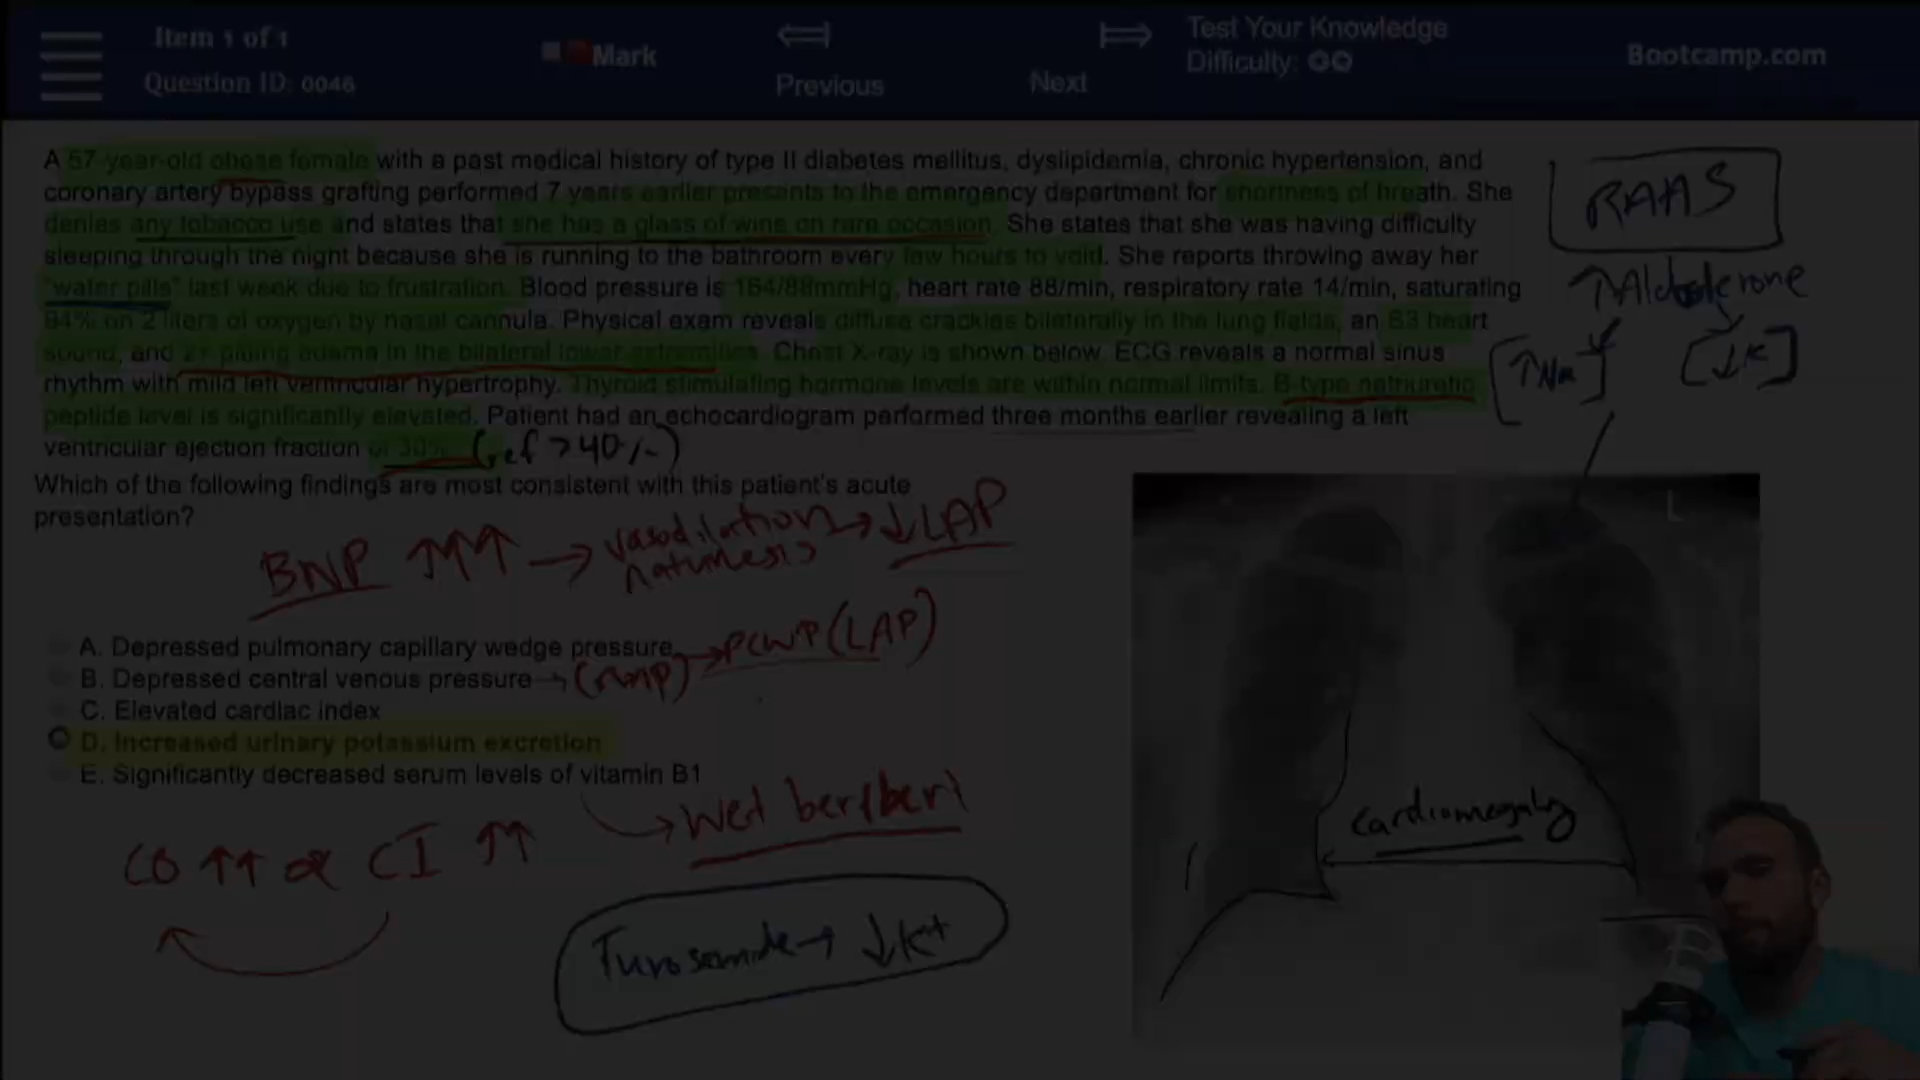 Item 1 of 1
Question ID: 0046
Mark
Previous
Next
Test Your Knowledge
Difficulty:
Bootcamp.com
A 57-year-old obese female with a past medical history of type II diabetes mellitus, dyslipidemia, chronic hypertension, and
coronary artery bypass grafting performed 7 years earlier presents to the emergency department for shortness of breath. She
denies any tobacco use and states that she has a glass of wine on rare occasion. She states that she was having difficulty
sleeping through the night because she is running to the bathroom every few hours to void. She reports throwing away her
"water pills" last week due to frustration. Blood pressure is 164/88mmHg, heart rate 88/min, respiratory rate 14/min, saturating
94% on 2 liters of oxygen by nasal cannula. Physical exam reveals diffuse crackles bilaterally in the lung fields, an S3 heart
sound, and 2+ pitting edema in the bilateral lower extremities. Chest X-ray is shown below. ECG reveals a normal sinus
rhythm with mild left ventricular hypertrophy. Thyroid stimulating hormone levels are within normal limits. B-type natriuretic
peptide level is significantly elevated. Patient had an echocardiogram performed three months earlier revealing a left
ventricular ejection fraction of 30%. (ref >40%)
RAAS
↑Aldosterone
[↑Na] [↓K]
Which of the following findings are most consistent with this patient's acute
presentation?
BNP ↑↑↑ → vasodilation → ↓LAP
natriuresis
A. Depressed pulmonary capillary wedge pressure → PCWP (LAP)
B. Depressed central venous pressure → (RAP)
C. Elevated cardiac index
D. Increased urinary potassium excretion
E. Significantly decreased serum levels of vitamin B1
→ Wet beriberi
CO ↑↑ α CI ↑↑
Furosemide → ↓K+
L
Cardiomegaly